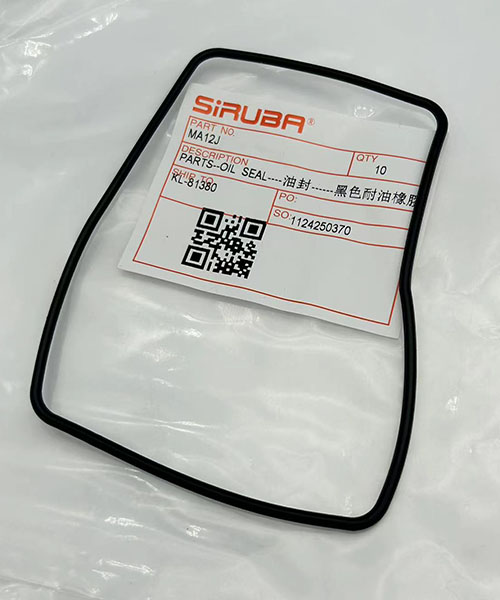 SiRUBA®
PART NO.
MA12J
QTY
10
DESCRIPTION
PARTS--OIL SEAL----油封------黑色耐油橡膠
SHIP TO
KL-81380
PO:
SO: 1124250370